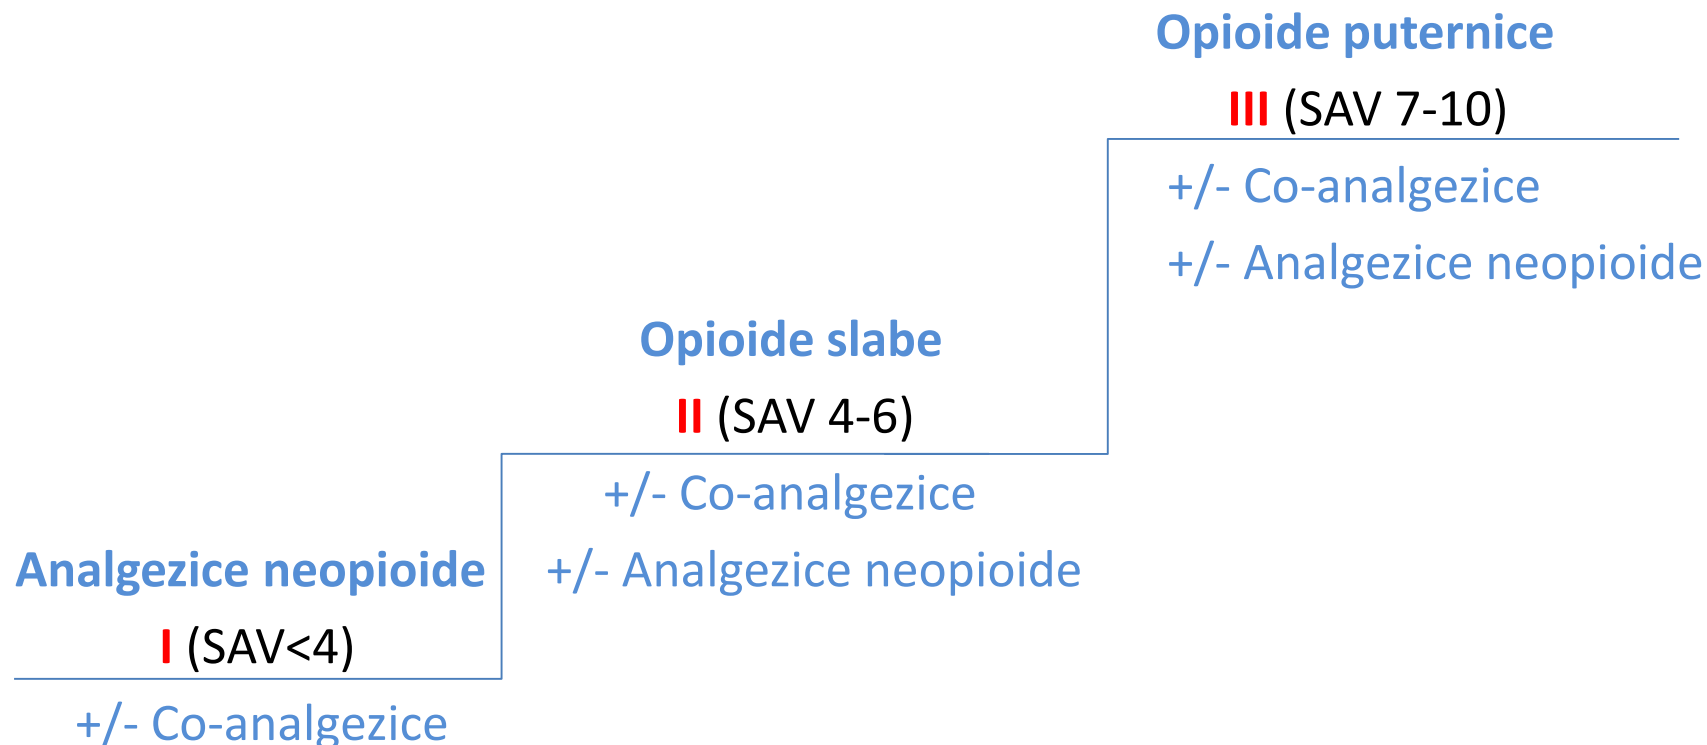 Opioide puternice
III (SAV 7-10)
+/- Co-analgezice
+/- Analgezice neopioide
Opioide slabe
II (SAV 4-6)
+/- Co-analgezice
+/- Analgezice neopioide
Analgezice neopioide
I (SAV<4)
+/- Co-analgezice